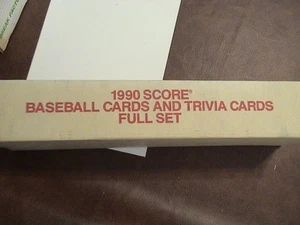 1990 SCORE®
BASEBALL CARDS AND TRIVIA CARDS
FULL SET